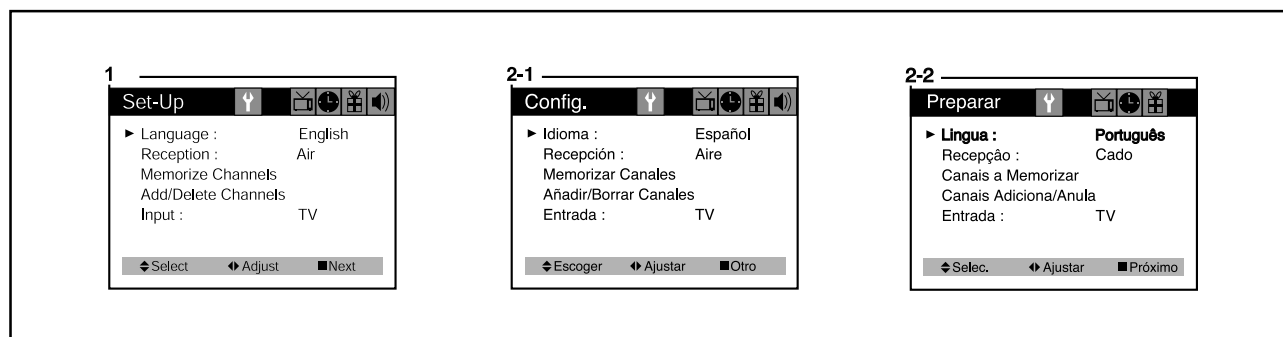 1
Set-Up
Language : English
Reception : Air
Memorize Channels
Add/Delete Channels
Input : TV
Select Adjust Next
2-1
Config.
Idioma : Español
Recepción : Aire
Memorizar Canales
Añadir/Borrar Canales
Entrada : TV
Escoger Ajustar Otro
2-2
Preparar
Lingua : Português
Recepçâo : Cado
Canais a Memorizar
Canais Adiciona/Anula
Entrada : TV
Selec. Ajustar Próximo